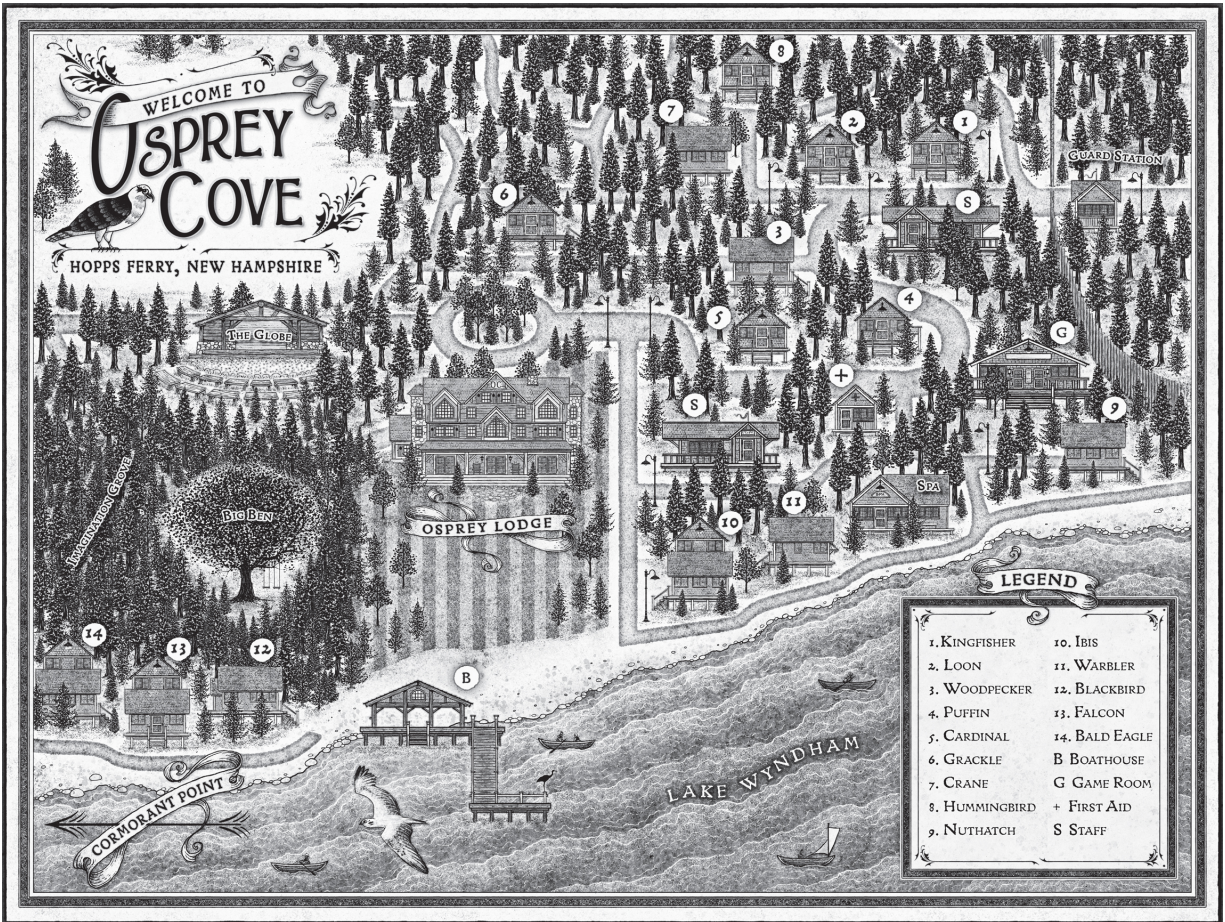 WELCOME TO
OSPREY
COVE
HOPPS FERRY, NEW HAMPSHIRE
8
7
2
1
GUARD STATION
6
S
3
THE GLOBE
5
4
G
+
S
9
IMAGINATION GROVE
BIG BEN
OSPREY LODGE
SPA
11
10
14
13
12
B
LAKE WYNDHAM
CORMORANT POINT
LEGEND
1. KINGFISHER
2. LOON
3. WOODPECKER
4. PUFFIN
5. CARDINAL
6. GRACKLE
7. CRANE
8. HUMMINGBIRD
9. NUTHATCH
10. IBIS
11. WARBLER
12. BLACKBIRD
13. FALCON
14. BALD EAGLE
B BOATHOUSE
G GAME ROOM
+ FIRST AID
S STAFF